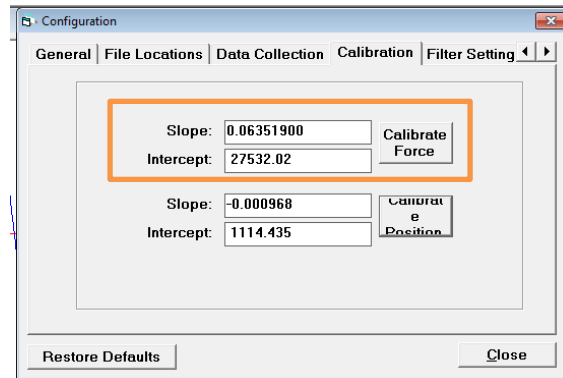 Configuration
General File Locations Data Collection Calibration Filter Setting
Slope: 0.06351900
Calibrate
Force
Intercept: 27532.02
Slope: -0.000968
Calibrat
e
Position
Intercept: 1114.435
Restore Defaults
Close